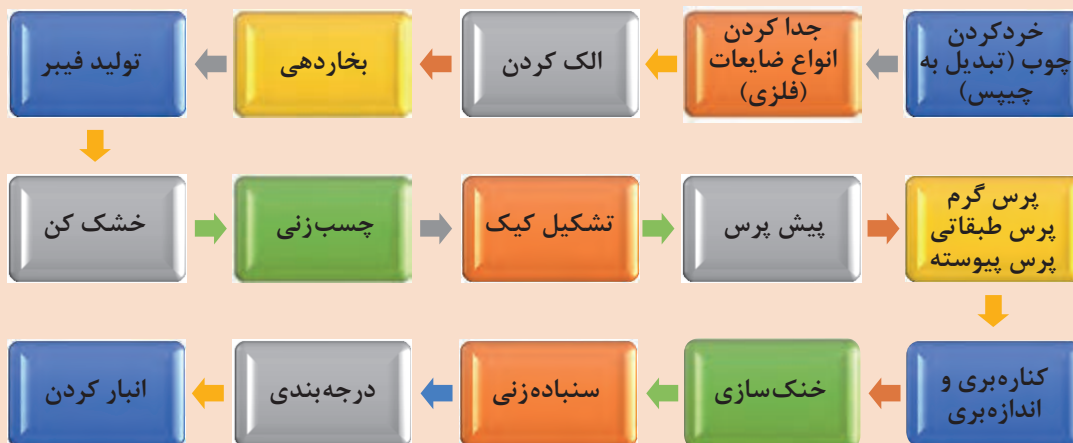 خردکردن
چوب (تبدیل به
چیپس)
جدا کردن
انواع ضایعات
(فلزی)
الک کردن
بخاردهی
تولید فیبر
خشک کن
چسب‌زنی
تشکیل کیک
پیش پرس
پرس گرم
پرس طبقاتی
پرس پیوسته
کناره‌بری و
اندازه‌بری
خنک‌سازی
سنباده‌زنی
درجه‌بندی
انبار کردن